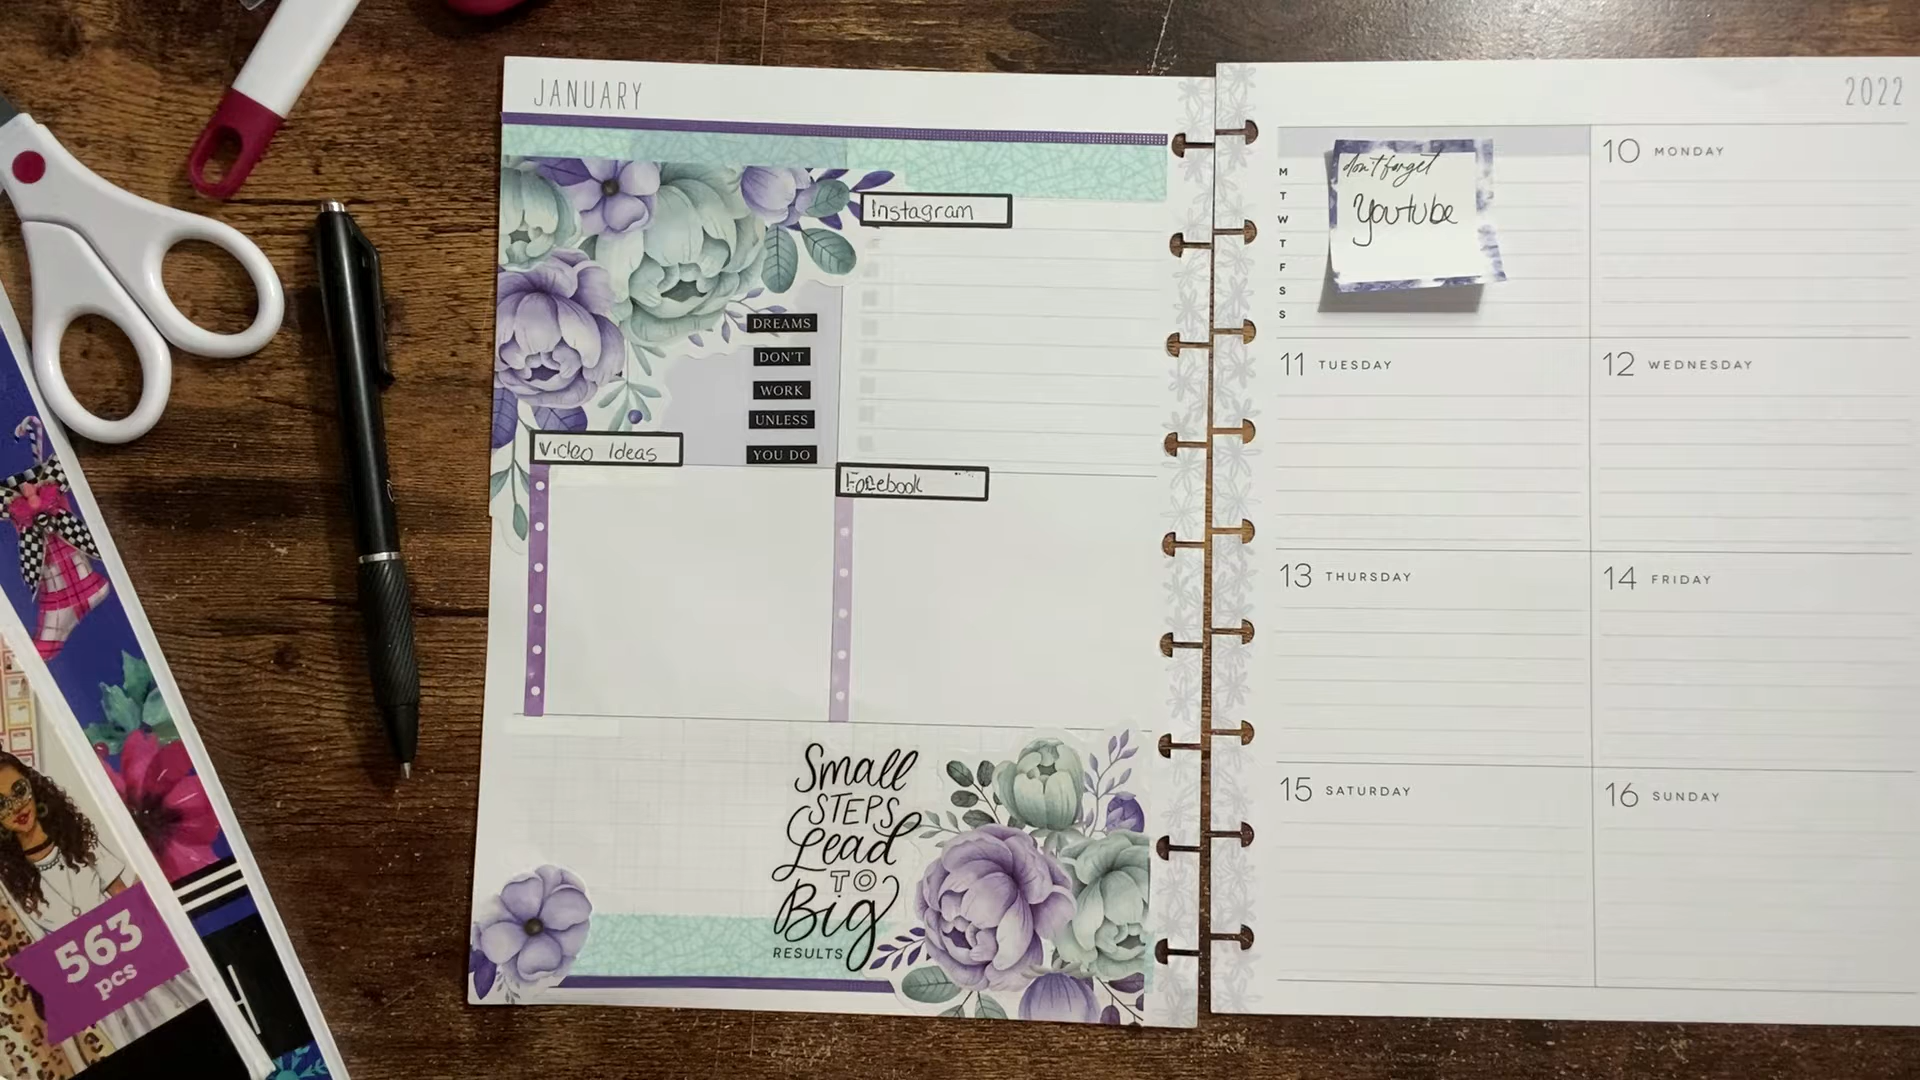 JANUARY
Instagram
DREAMS
DON'T
WORK
UNLESS
YOU DO
Video Ideas
Facebook
Small
STEPS
Lead
TO
Big
RESULTS
563
pcs
2022
don't forget
Youtube
M
T
W
T
F
S
S
10 MONDAY
11 TUESDAY
12 WEDNESDAY
13 THURSDAY
14 FRIDAY
15 SATURDAY
16 SUNDAY